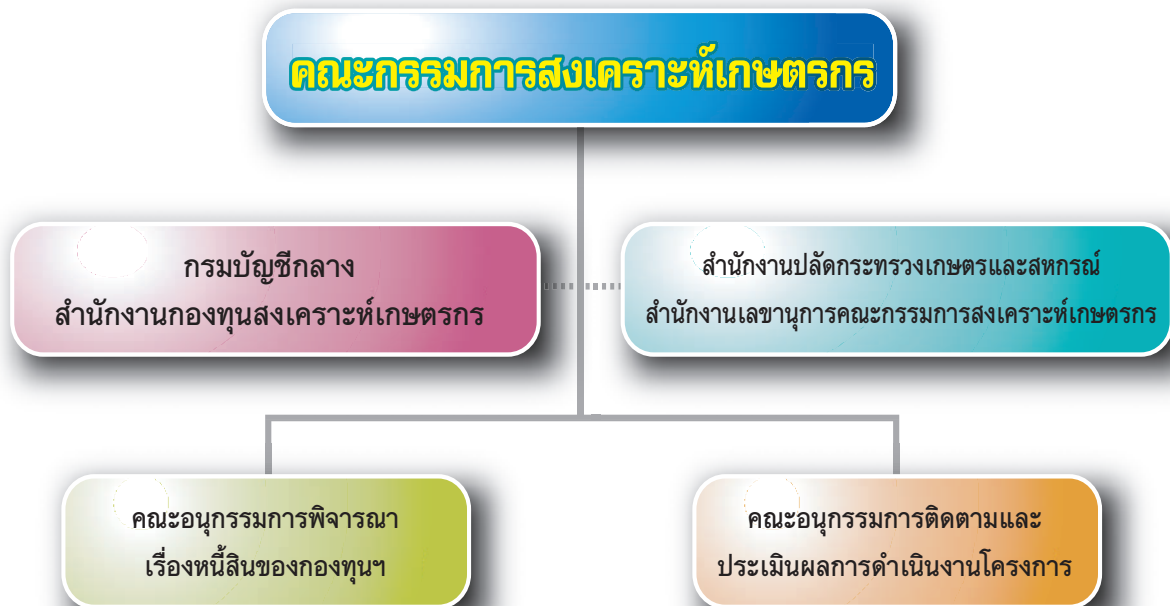 คณะกรรมการสงเคราะห์เกษตรกร
กรมบัญชีกลาง
สำนักงานกองทุนสงเคราะห์เกษตรกร
สำนักงานปลัดกระทรวงเกษตรและสหกรณ์
สำนักงานเลขานุการคณะกรรมการสงเคราะห์เกษตรกร
คณะอนุกรรมการพิจารณา
เรื่องหนี้สินของกองทุนฯ
คณะอนุกรรมการติดตามและ
ประเมินผลการดำเนินงานโครงการ